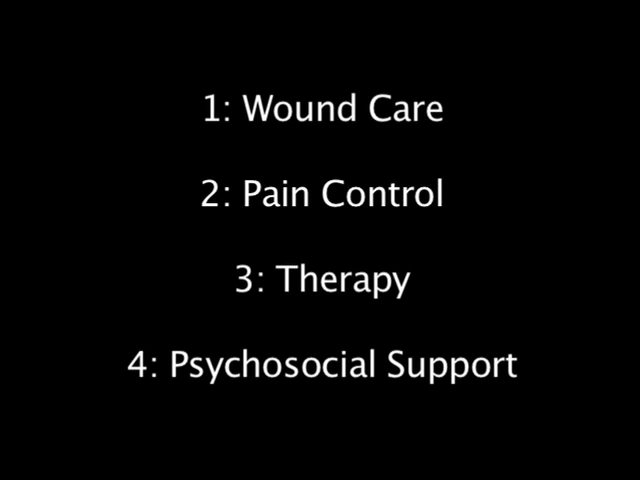 1: Wound Care
2: Pain Control
3: Therapy
4: Psychosocial Support